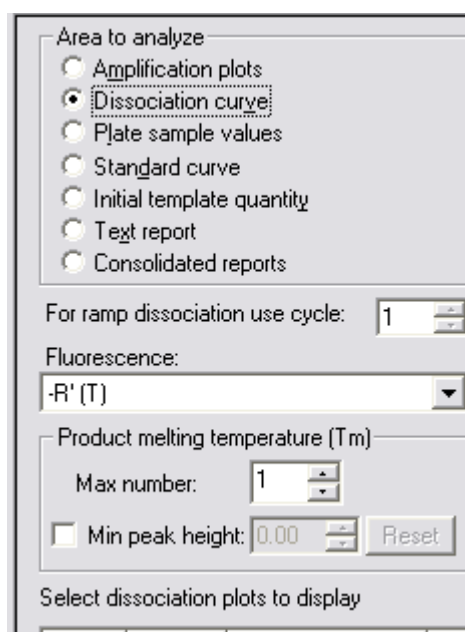 Area to analyze
Amplification plots
Dissociation curve
Plate sample values
Standard curve
Initial template quantity
Text report
Consolidated reports
For ramp dissociation use cycle: 1
Fluorescence:
-R' (T)
Product melting temperature (Tm)
Max number: 1
Min peak height: 0.00 Reset
Select dissociation plots to display